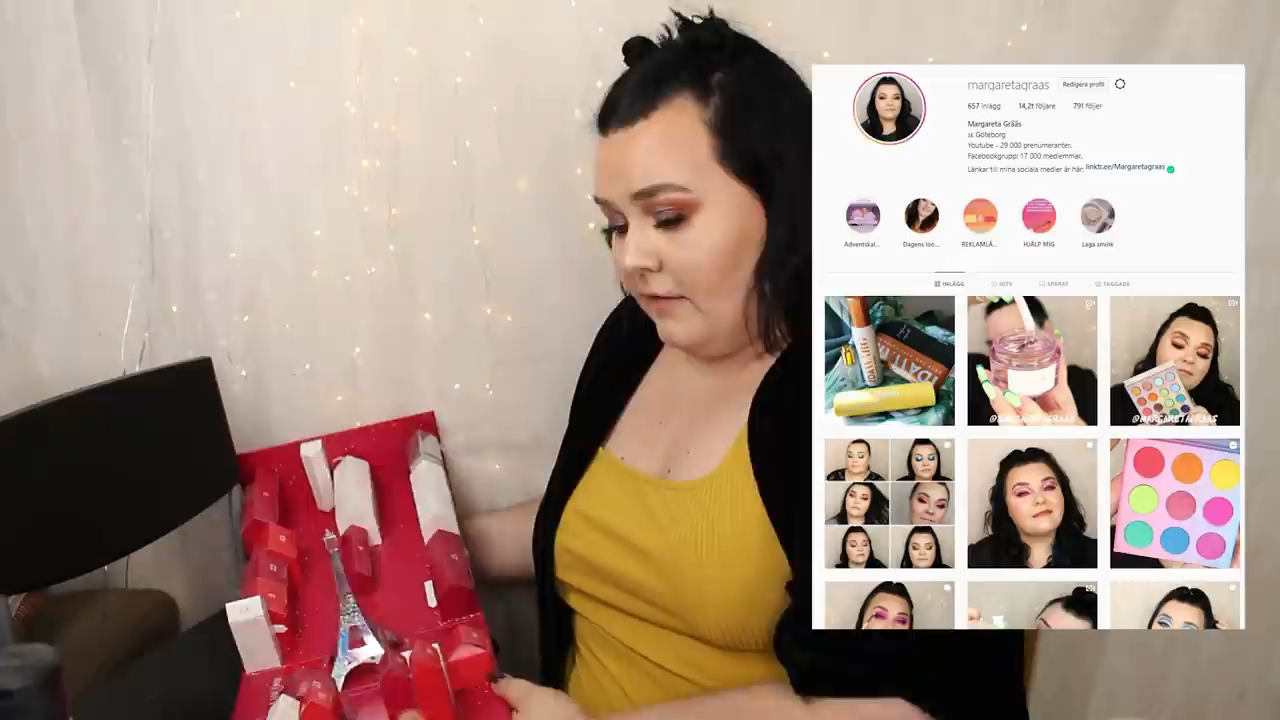 margaretagraas Redigera profil
657 inlägg 14,2t följare 791 följer
Margareta Grääs
Göteborg
Youtube - 29 000 prenumeranter.
Facebookgrupp: 17 000 medlemmar.
Länkar till mina sociala medier är här: linktr.ee/Margaretagraas
Adventskal... Dagens loo... REKLAMLÄ... HJÄLP MIG Laga smink
INLÄGG IGTV SPARAT TAGGADE
@MARGARETAGRAAS
@MARGARETAGRAAS